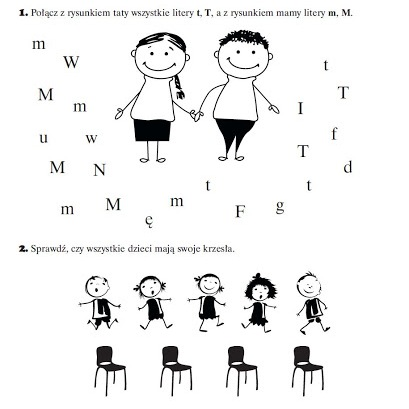 1. Połącz z rysunkiem taty wszystkie litery t, T, a z rysunkiem mamy litery m, M.
m
W
t
M
m
T
I
u
w
f
T
M
N
d
t
t
m
M
m
F
g
ę
2. Sprawdź, czy wszystkie dzieci mają swoje krzesła.